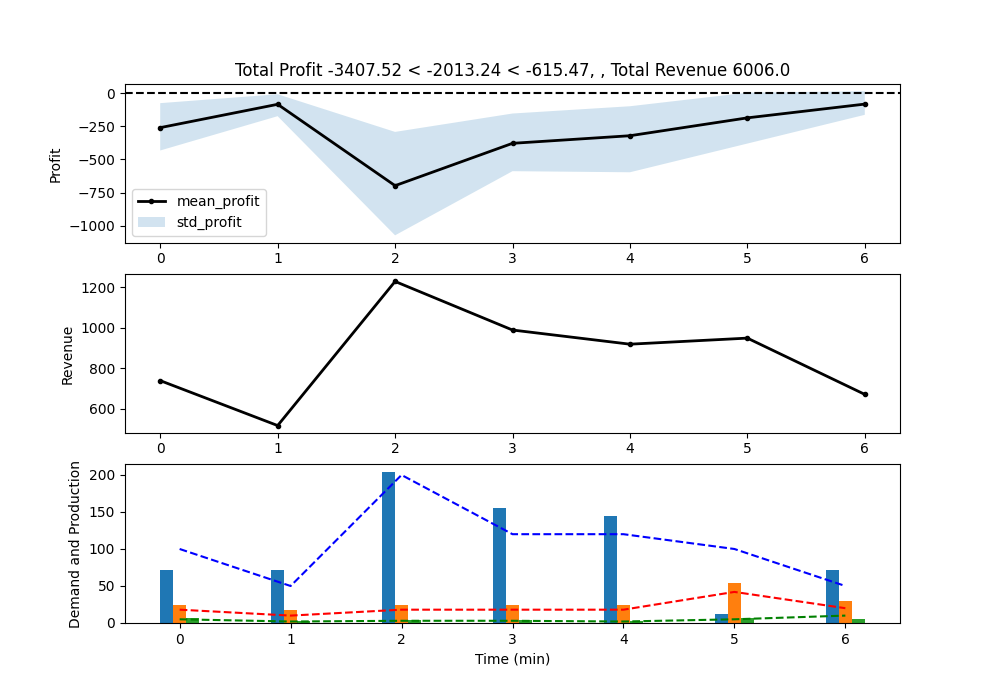 Total Profit -3407.52 < -2013.24 < -615.47, , Total Revenue 6006.0
0
−250
−500
−750
−1000
Profit
mean_profit
std_profit
0 1 2 3 4 5 6
1200
1000
800
600
Revenue
0 1 2 3 4 5 6
200
150
100
50
0
Demand and Production
0 1 2 3 4 5 6
Time (min)